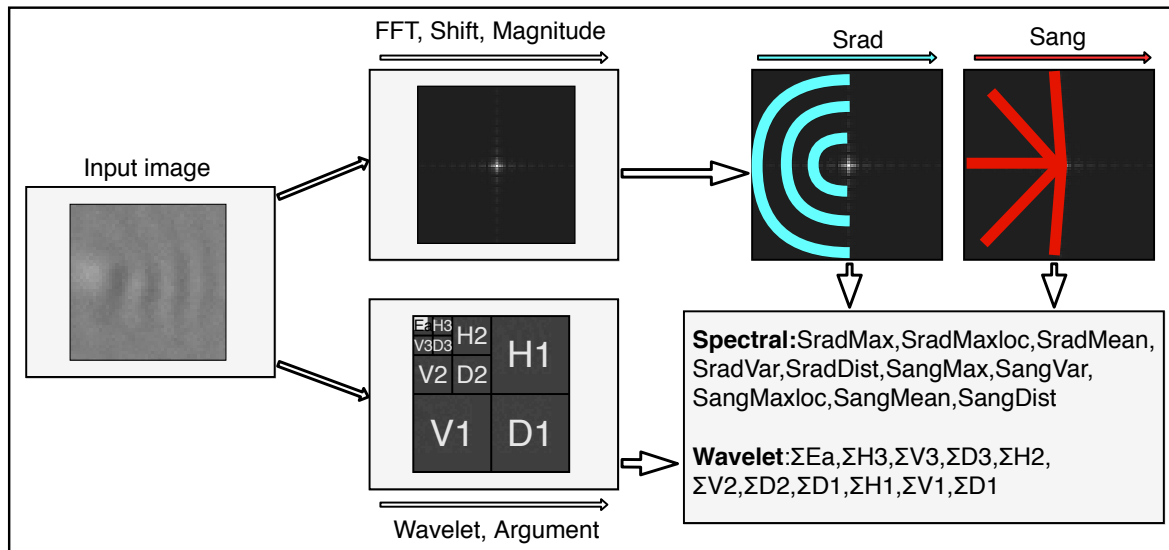 FFT, Shift, Magnitude
Srad
Sang
Input image
Ea H3
V3 D3
H2
V2 D2
H1
V1
D1
Wavelet, Argument
Spectral:SradMax,SradMaxloc,SradMean,
SradVar,SradDist,SangMax,SangVar,
SangMaxloc,SangMean,SangDist
Wavelet:ΣEa,ΣH3,ΣV3,ΣD3,ΣH2,
ΣV2,ΣD2,ΣD1,ΣH1,ΣV1,ΣD1